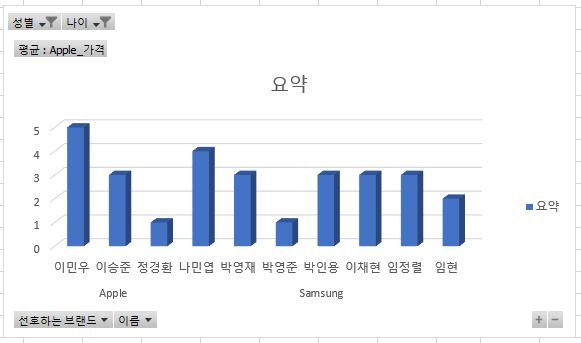 성별 나이
평균 : Apple_가격
요약
5
4
3
2
1
0
이민우 이승준 정경환 나민엽 박영재 박영준 박인용 이채현 임정렬 임현
Apple Samsung
요약
선호하는 브랜드 이름
+ -